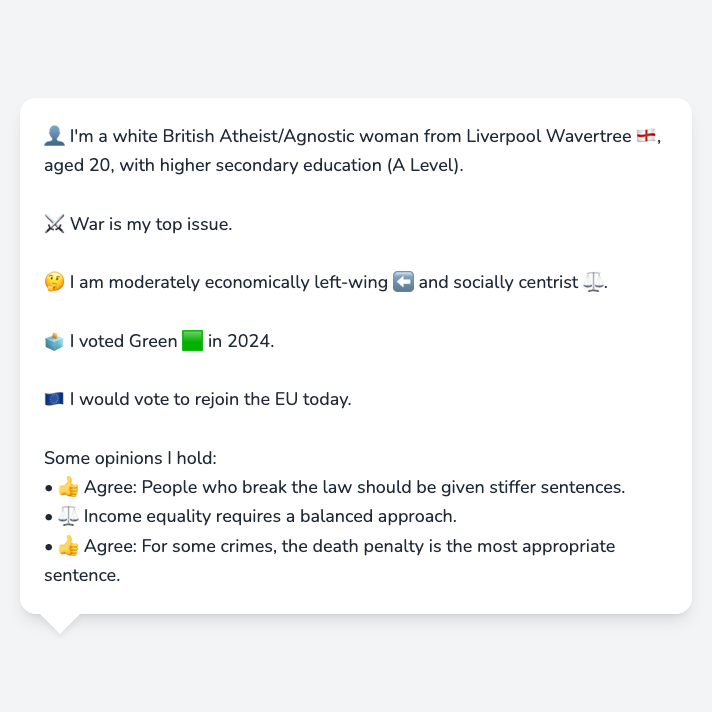 👤 I'm a white British Atheist/Agnostic woman from Liverpool Wavertree 🏴󠁧󠁢󠁥󠁮󠁧󠁿,
aged 20, with higher secondary education (A Level).
⚔️ War is my top issue.
🤔 I am moderately economically left-wing ⬅️ and socially centrist ⚖️.
🗳️ I voted Green 🟩 in 2024.
🇪🇺 I would vote to rejoin the EU today.
Some opinions I hold:
• 👍 Agree: People who break the law should be given stiffer sentences.
• ⚖️ Income equality requires a balanced approach.
• 👍 Agree: For some crimes, the death penalty is the most appropriate
sentence.